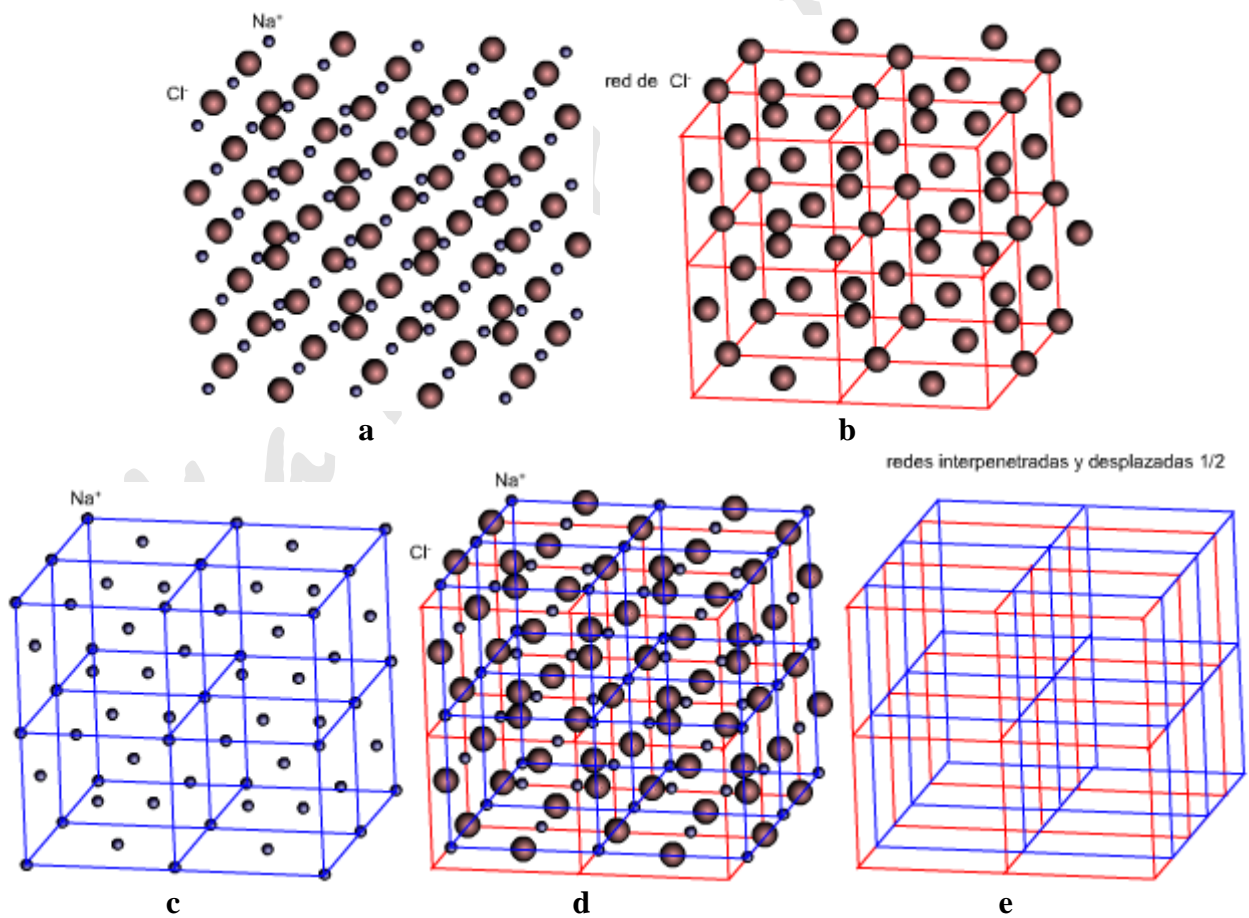 Na⁺
Cl⁻
red de Cl⁻
a
b
redes interpenetradas y desplazadas 1/2
Na⁺
Na⁺
Cl⁻
c
d
e